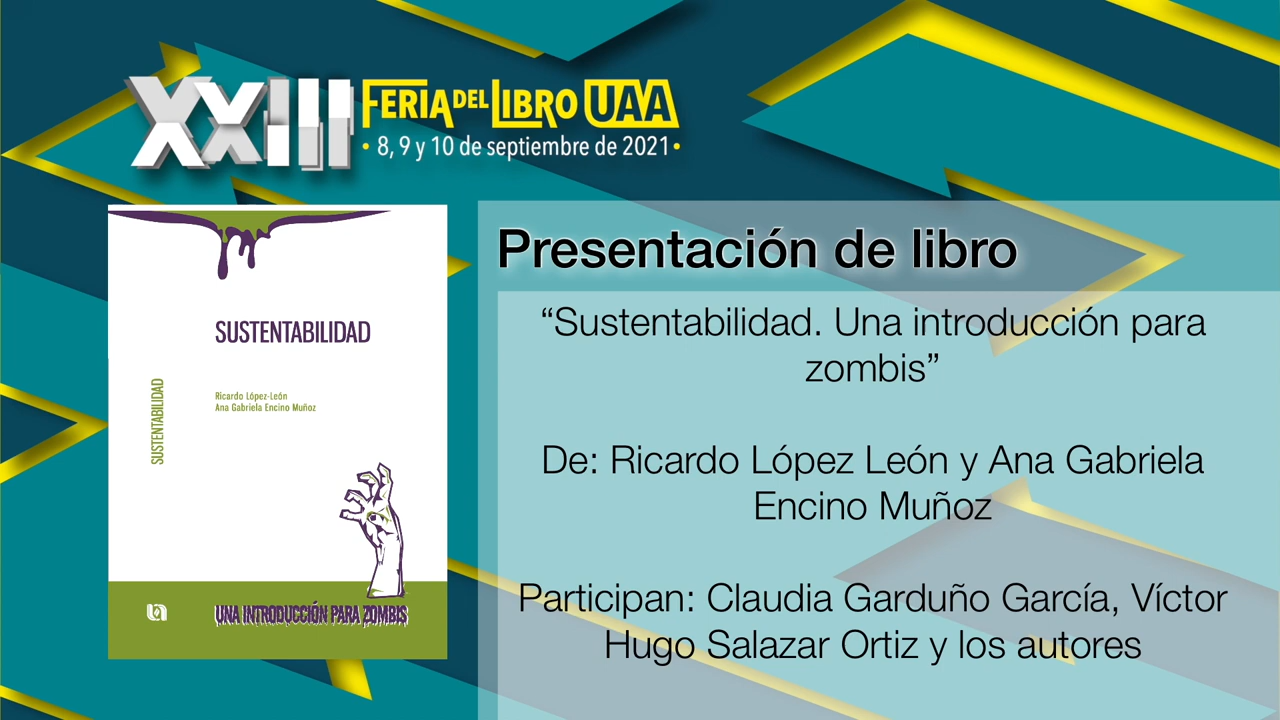 XXIII FERIA DEL LIBRO UAA
• 8, 9 y 10 de septiembre de 2021 •
SUSTENTABILIDAD
Ricardo López-León
Ana Gabriela Encino Muñoz
SUSTENTABILIDAD
UNA INTRODUCCIÓN PARA ZOMBIS
Presentación de libro
“Sustentabilidad. Una introducción para
zombis”
De: Ricardo López León y Ana Gabriela
Encino Muñoz
Participan: Claudia Garduño García, Víctor
Hugo Salazar Ortiz y los autores